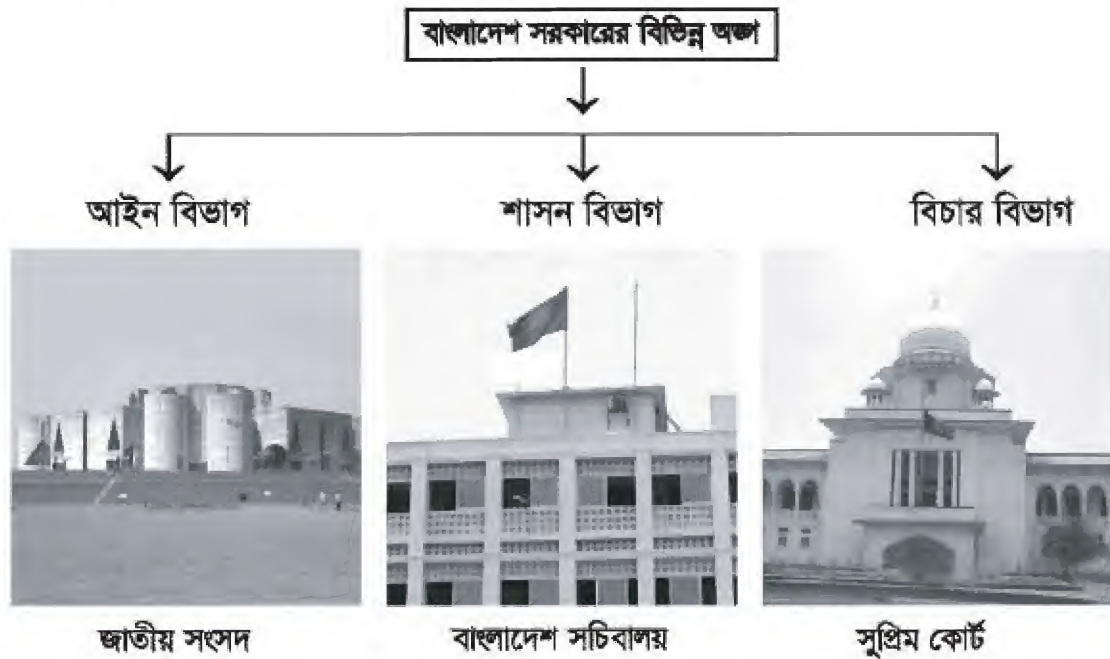 বাংলাদেশ সরকারের বিভিন্ন অঙ্গ
আইন বিভাগ
শাসন বিভাগ
বিচার বিভাগ
জাতীয় সংসদ
বাংলাদেশ সচিবালয়
সুপ্রিম কোর্ট